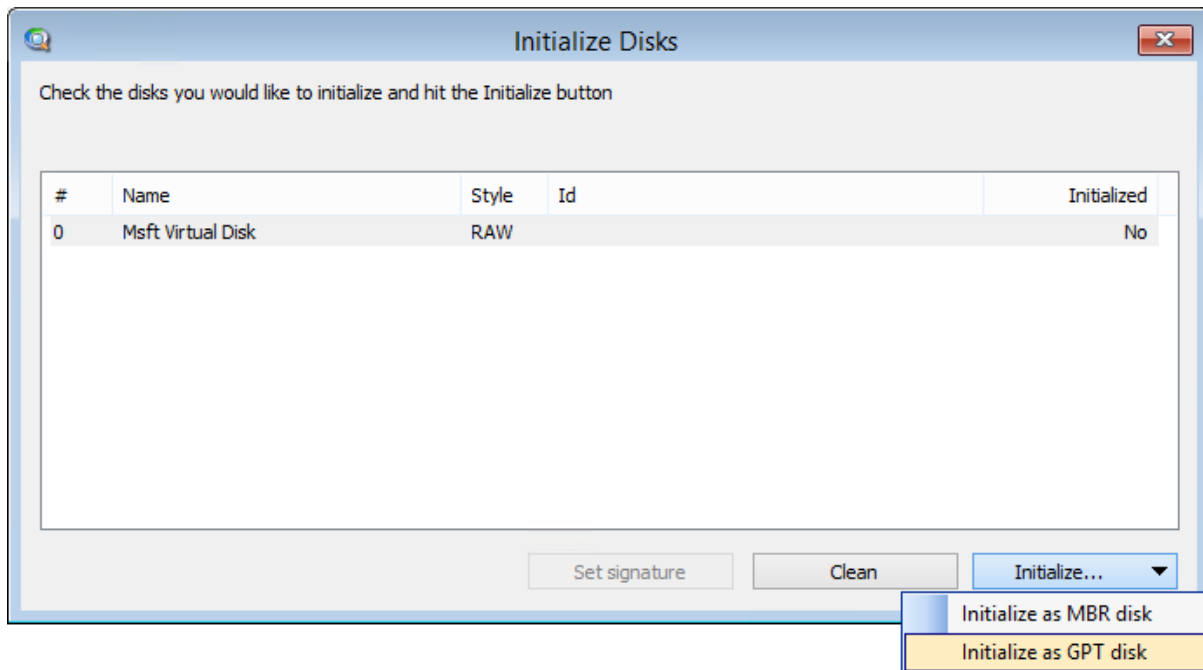 Initialize Disks
Check the disks you would like to initialize and hit the Initialize button
# Name Style Id Initialized
0 Msft Virtual Disk RAW No
Set signature Clean Initialize...
Initialize as MBR disk
Initialize as GPT disk